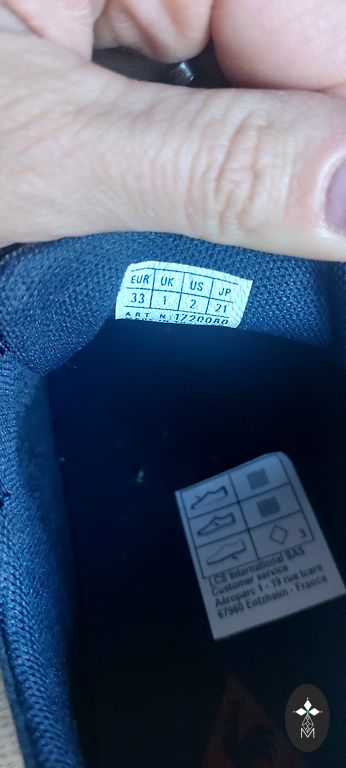 EUR UK US JP
33 1 2 21
ART N:1720080
3
LCS International SAS
Customer service
Aéroparc 1 - 19 rue Icare
67960 Entzheim - France
M